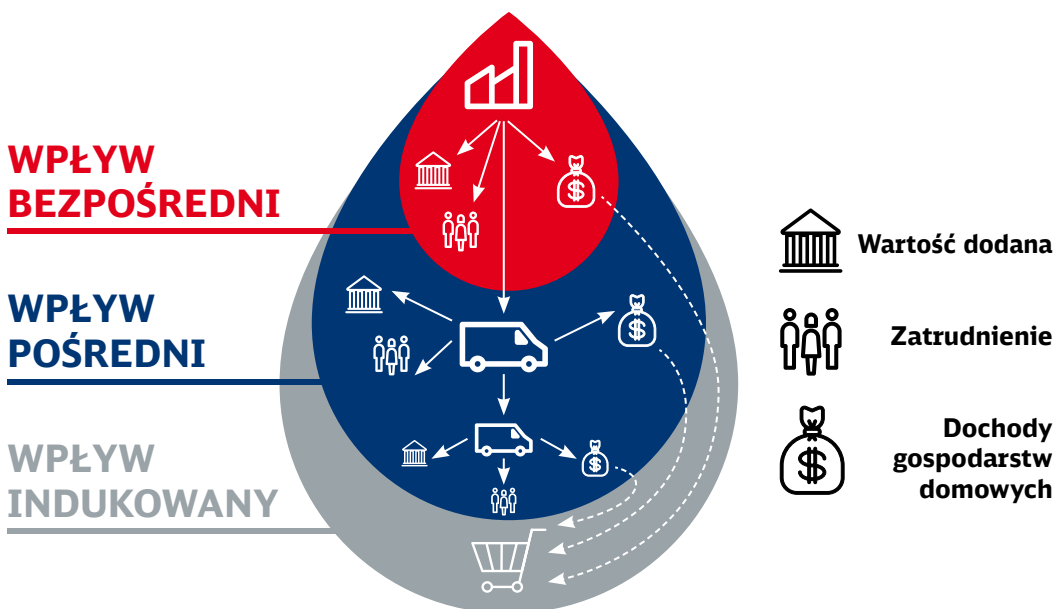 WPŁYW
BEZPOŚREDNI
WPŁYW
POŚREDNI
WPŁYW
INDUKOWANY
Wartość dodana
Zatrudnienie
Dochody
gospodarstw
domowych